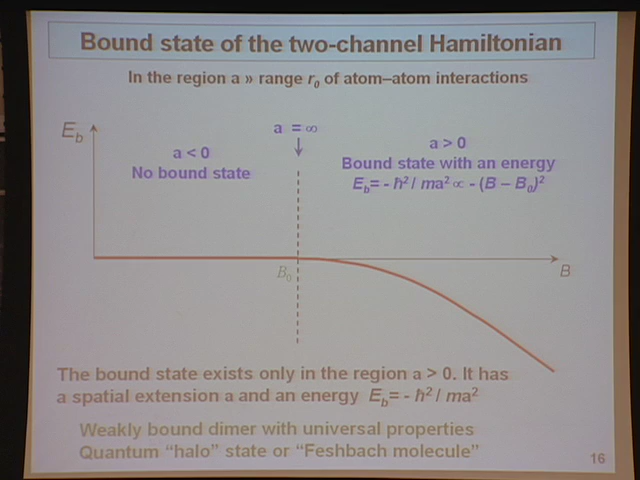 Bound state of the two-channel Hamiltonian
In the region a » range r₀ of atom–atom interactions
E_b
a = ∞
a < 0
No bound state
a > 0
Bound state with an energy
E_b= - ħ² / ma² ∝ - (B – B₀)²
B₀
B
The bound state exists only in the region a > 0. It has
a spatial extension a and an energy E_b= - ħ² / ma²
Weakly bound dimer with universal properties
Quantum “halo” state or “Feshbach molecule”
16